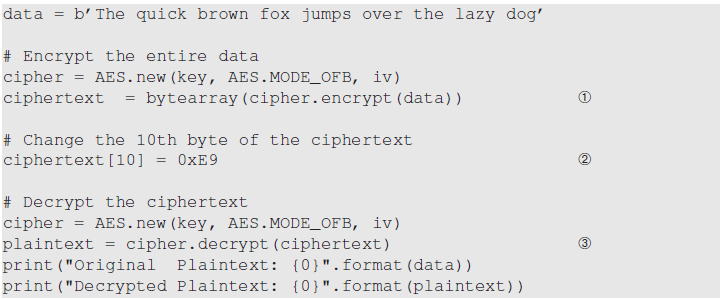 data = b’The quick brown fox jumps over the lazy dog’
# Encrypt the entire data
cipher = AES.new(key, AES.MODE_OFB, iv)
ciphertext  = bytearray(cipher.encrypt(data)) ①
# Change the 10th byte of the ciphertext
ciphertext[10] = 0xE9 ②
# Decrypt the ciphertext
cipher = AES.new(key, AES.MODE_OFB, iv)
plaintext = cipher.decrypt(ciphertext) ③
print("Original  Plaintext: {0}".format(data))
print("Decrypted Plaintext: {0}".format(plaintext))